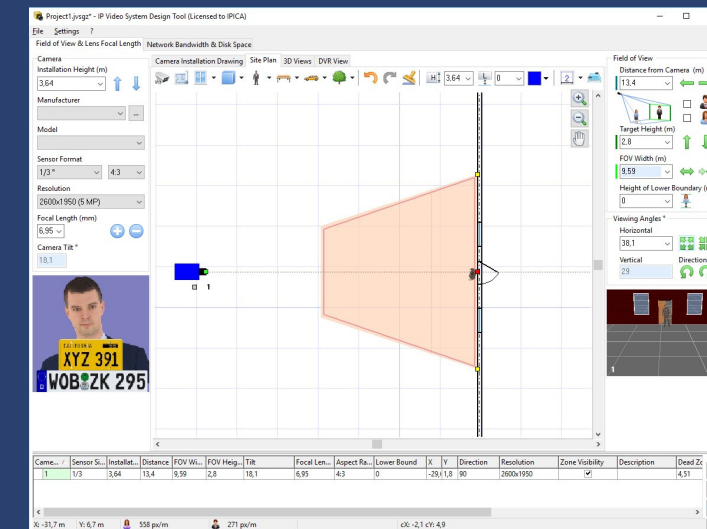 Project1.jvsgz* - IP Video System Design Tool (Licensed to IPICA)
File Settings ?
Field of View & Lens Focal Length Network Bandwidth & Disk Space
Camera
Installation Height (m)
3,64
Manufacturer
...
Model
Sensor Format
1/3 " 4:3
Resolution
2600x1950 (5 MP)
Focal Length (mm)
6,95
Camera Tilt °
18,1
CALIFORNIA
XYZ 391
WOB ZK 295
Camera Installation Drawing Site Plan 3D Views DVR View
H 3,64 0 2
1
Field of View
Distance from Camera (m)
13,4
Target Height (m)
2,8
FOV Width (m)
9,59
Height of Lower Boundary (
0
Viewing Angles °
Horizontal
38,1
Vertical Direction
29
1
Came... Sensor Si... Installat... Distance FOV Wi... FOV Heig... Tilt Focal Len... Aspect Ra... Lower Bound X Y Direction Resolution Zone Visibility Description Dead Zo
1 1/3 3,64 13,4 9,59 2,8 18,1 6,95 4:3 0 -29,( 1,8 90 2600x1950 4,51
X: -31,7 m Y: 6,7 m 558 px/m 271 px/m cX: -2,1 cY: 4,9